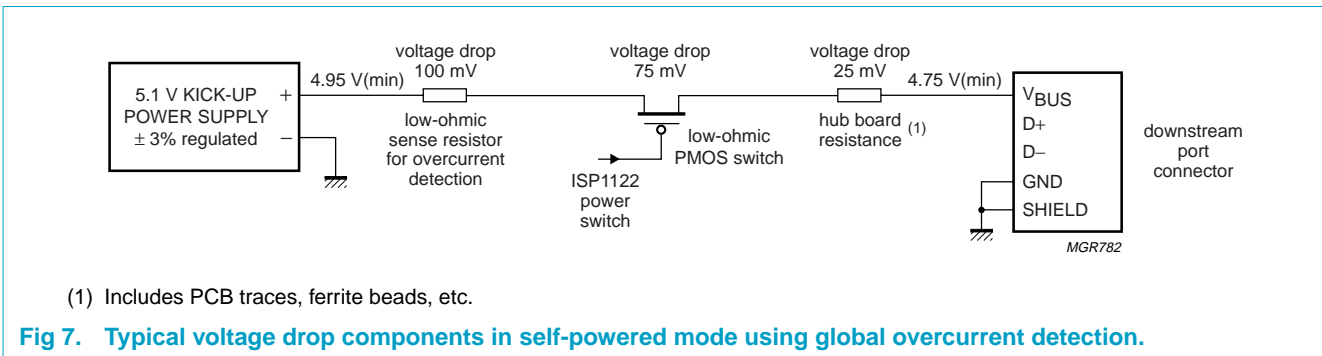 voltage drop
100 mV
voltage drop
75 mV
voltage drop
25 mV
4.95 V(min)
4.75 V(min)
5.1 V KICK-UP
POWER SUPPLY
± 3% regulated
+
−
low-ohmic
sense resistor
for overcurrent
detection
ISP1122
power
switch
low-ohmic
PMOS switch
hub board
resistance (1)
VBUS
D+
D−
GND
SHIELD
downstream
port
connector
MGR782
(1) Includes PCB traces, ferrite beads, etc.
Fig 7. Typical voltage drop components in self-powered mode using global overcurrent detection.